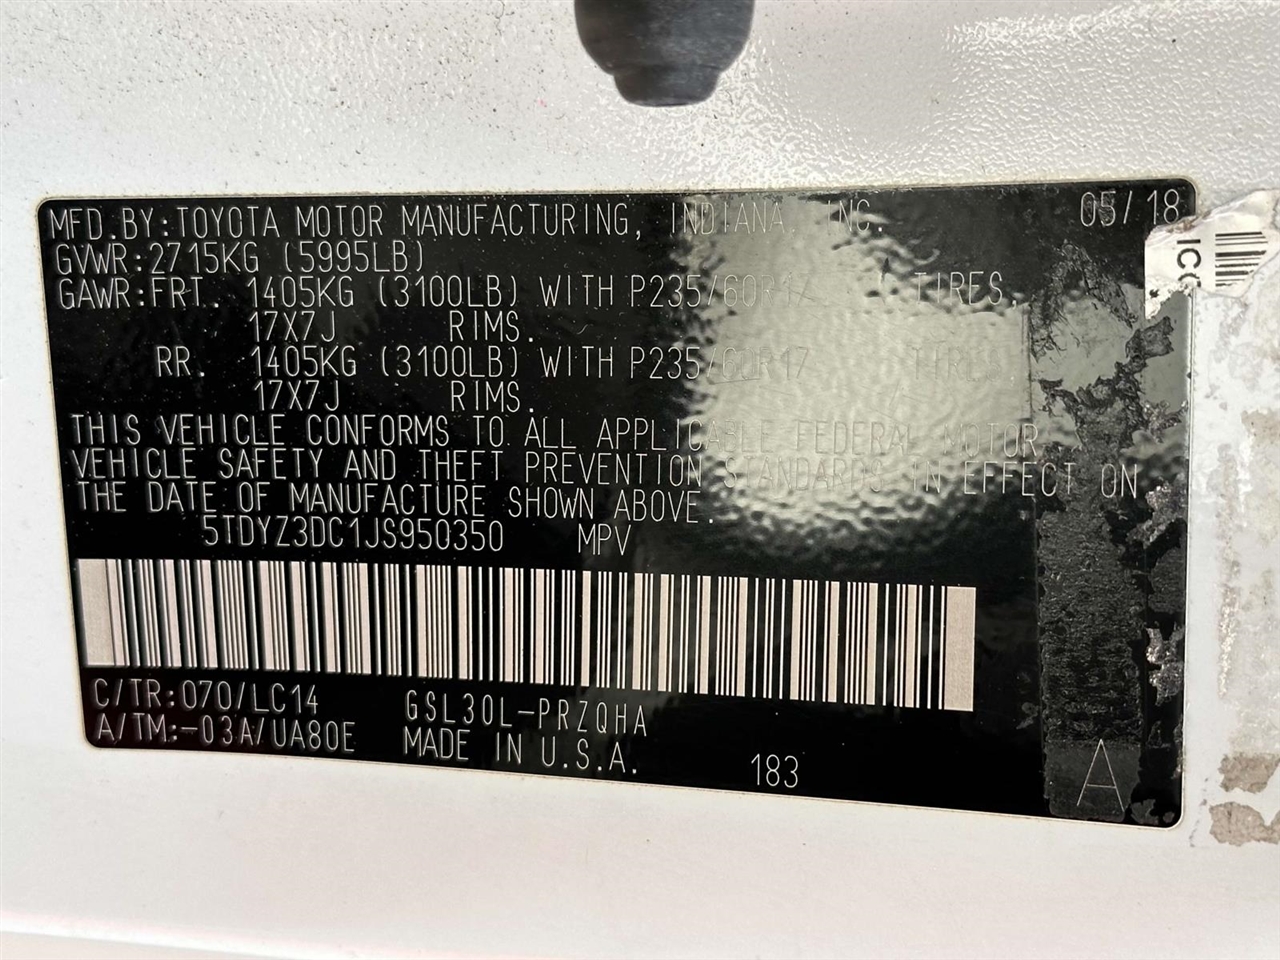 MFD.BY:TOYOTA MOTOR MANUFACTURING, INDIANA, INC. 05/18
GVWR:2715KG (5995LB)
GAWR:FRT. 1405KG (3100LB) WITH P235/60R17 TIRES,
17X7J RIMS.
RR. 1405KG (3100LB) WITH P235/60R17 TIRES,
17X7J RIMS.
THIS VEHICLE CONFORMS TO ALL APPLICABLE FEDERAL MOTOR
VEHICLE SAFETY AND THEFT PREVENTION STANDARDS IN EFFECT ON
THE DATE OF MANUFACTURE SHOWN ABOVE.
5TDYZ3DC1JS950350 MPV
C/TR:070/LC14 GSL30L-PRZQHA
A/TM:-03A/UA80E MADE IN U.S.A. 183 A